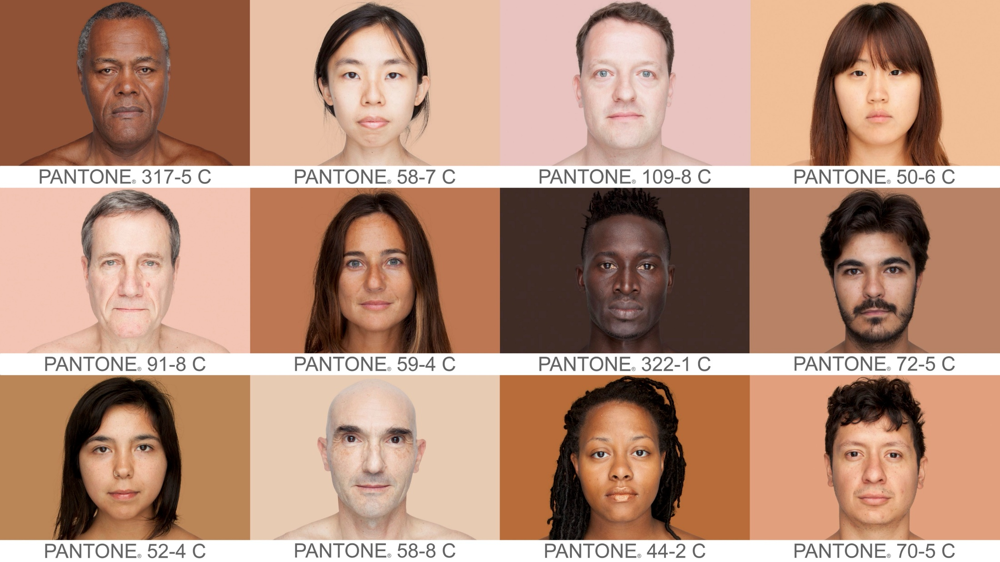 PANTONE® 317-5 C
PANTONE® 58-7 C
PANTONE® 109-8 C
PANTONE® 50-6 C
PANTONE® 91-8 C
PANTONE® 59-4 C
PANTONE® 322-1 C
PANTONE® 72-5 C
PANTONE® 52-4 C
PANTONE® 58-8 C
PANTONE® 44-2 C
PANTONE® 70-5 C